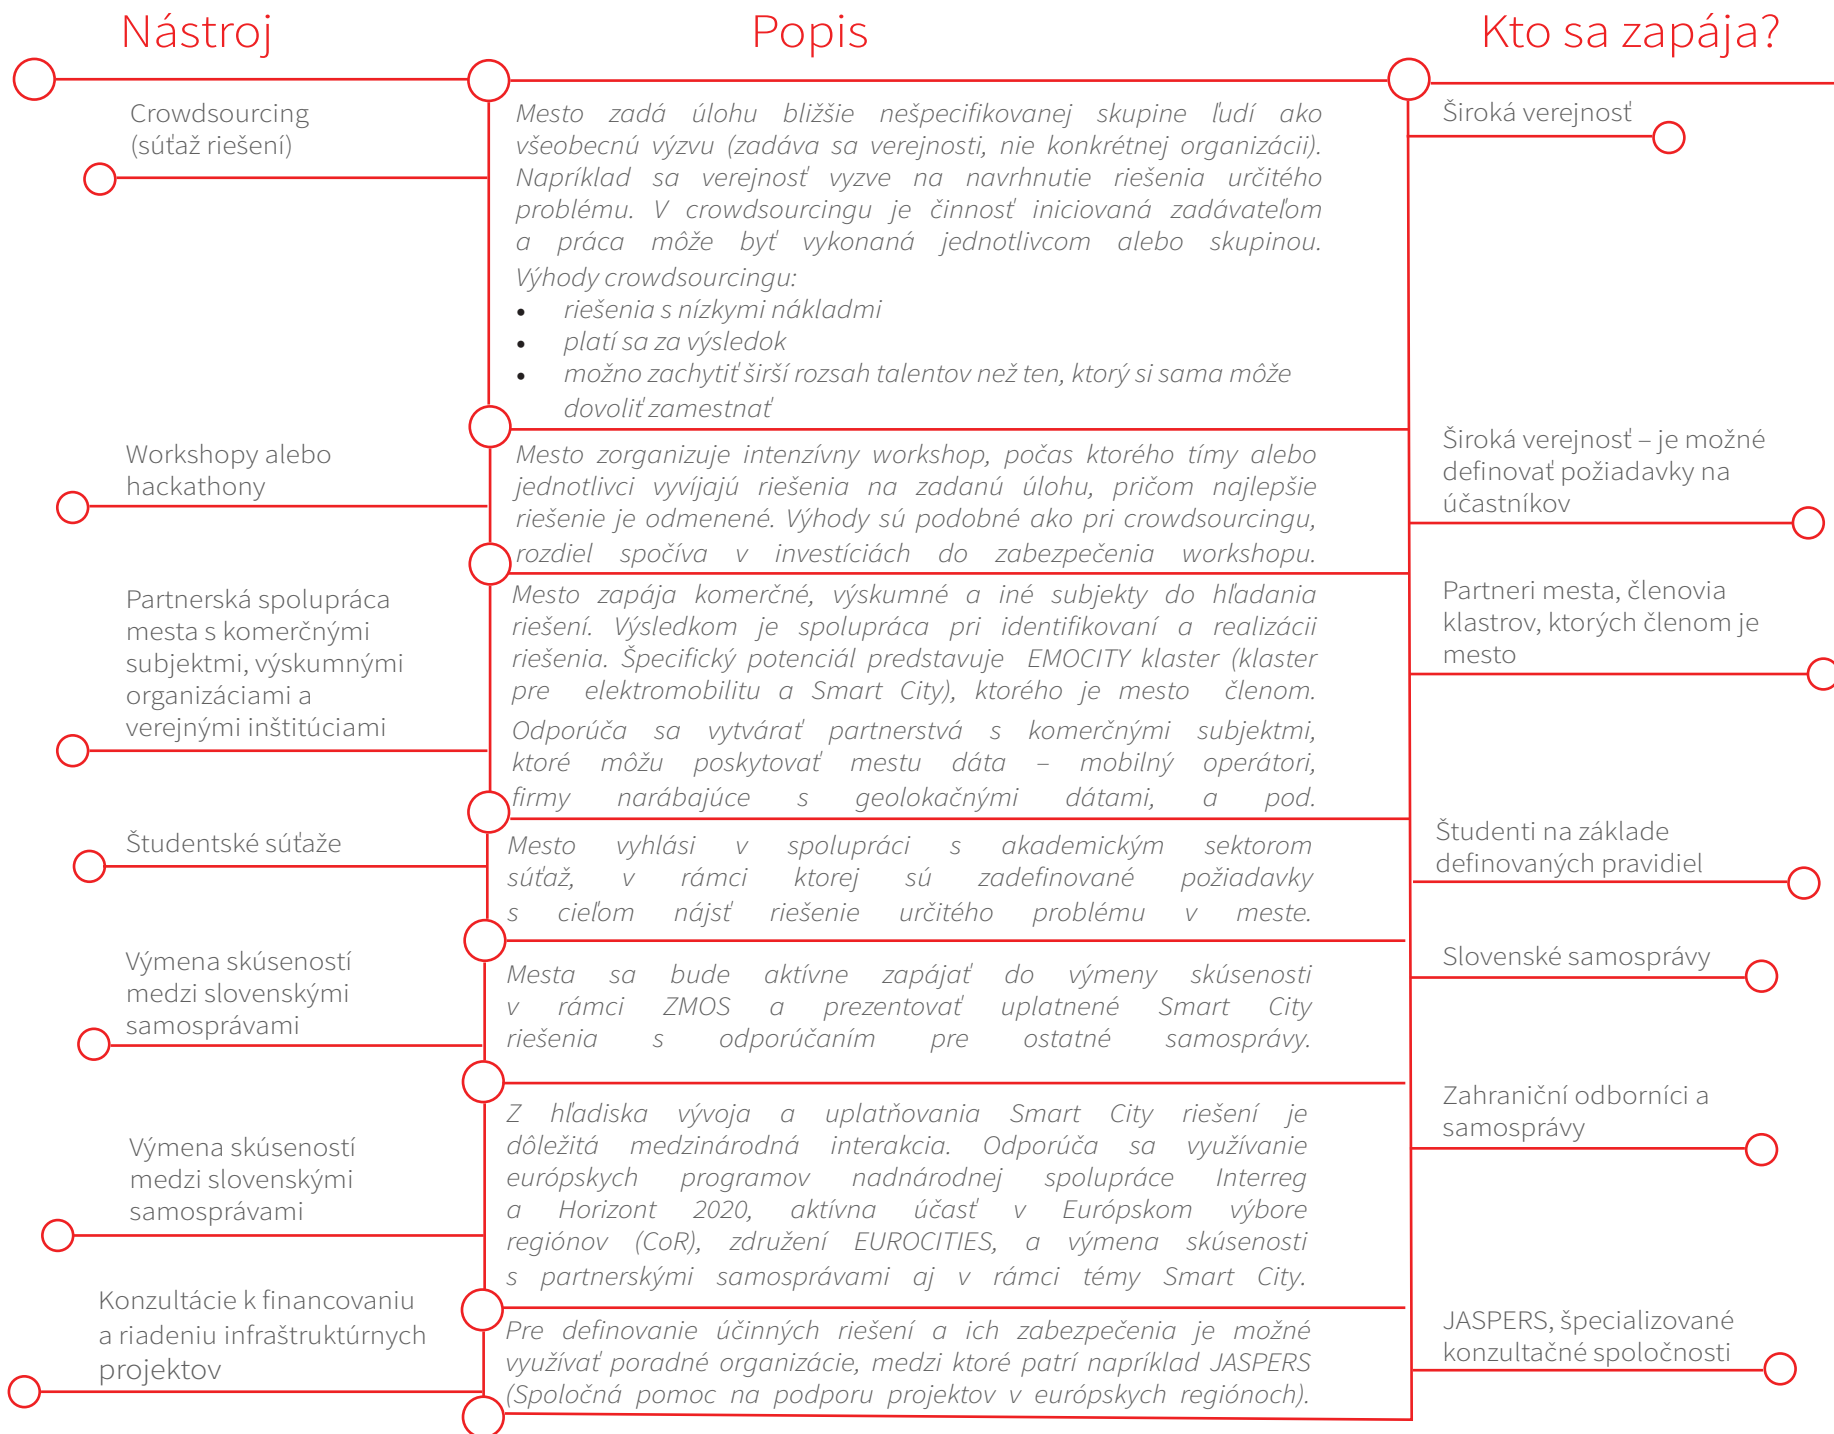 Nástroj
Popis
Kto sa zapája?
Crowdsourcing
(súťaž riešení)
Mesto zadá úlohu bližšie nešpecifikovanej skupine ľudí ako
všeobecnú výzvu (zadáva sa verejnosti, nie konkrétnej organizácii).
Napríklad sa verejnosť vyzve na navrhnutie riešenia určitého
problému. V crowdsourcingu je činnosť iniciovaná zadávateľom
a práca môže byť vykonaná jednotlivcom alebo skupinou.
Výhody crowdsourcingu:
• riešenia s nízkymi nákladmi
• platí sa za výsledok
• možno zachytiť širší rozsah talentov než ten, ktorý si sama môže
dovoliť zamestnať
Široká verejnosť
Workshopy alebo
hackathony
Mesto zorganizuje intenzívny workshop, počas ktorého tímy alebo
jednotlivci vyvíjajú riešenia na zadanú úlohu, pričom najlepšie
riešenie je odmenené. Výhody sú podobné ako pri crowdsourcingu,
rozdiel spočíva v investíciách do zabezpečenia workshopu.
Široká verejnosť – je možné
definovať požiadavky na
účastníkov
Partnerská spolupráca
mesta s komerčnými
subjektmi, výskumnými
organizáciami a
verejnými inštitúciami
Mesto zapája komerčné, výskumné a iné subjekty do hľadania
riešení. Výsledkom je spolupráca pri identifikovaní a realizácii
riešenia. Špecifický potenciál predstavuje EMOCITY klaster (klaster
pre elektromobilitu a Smart City), ktorého je mesto členom.
Odporúča sa vytvárať partnerstvá s komerčnými subjektmi,
ktoré môžu poskytovať mestu dáta – mobilný operátori,
firmy narábajúce s geolokačnými dátami, a pod.
Partneri mesta, členovia
klastrov, ktorých členom je
mesto
Študentské súťaže
Mesto vyhlási v spolupráci s akademickým sektorom
súťaž, v rámci ktorej sú zadefinované požiadavky
s cieľom nájsť riešenie určitého problému v meste.
Študenti na základe
definovaných pravidiel
Výmena skúseností
medzi slovenskými
samosprávami
Mesta sa bude aktívne zapájať do výmeny skúsenosti
v rámci ZMOS a prezentovať uplatnené Smart City
riešenia s odporúčaním pre ostatné samosprávy.
Slovenské samosprávy
Výmena skúseností
medzi slovenskými
samosprávami
Z hľadiska vývoja a uplatňovania Smart City riešení je
dôležitá medzinárodná interakcia. Odporúča sa využívanie
európskych programov nadnárodnej spolupráce Interreg
a Horizont 2020, aktívna účasť v Európskom výbore
regiónov (CoR), združení EUROCITIES, a výmena skúsenosti
s partnerskými samosprávami aj v rámci témy Smart City.
Zahraniční odborníci a
samosprávy
Konzultácie k financovaniu
a riadeniu infraštruktúrnych
projektov
Pre definovanie účinných riešení a ich zabezpečenia je možné
využívať poradné organizácie, medzi ktoré patrí napríklad JASPERS
(Spoločná pomoc na podporu projektov v európskych regiónoch).
JASPERS, špecializované
konzultačné spoločnosti